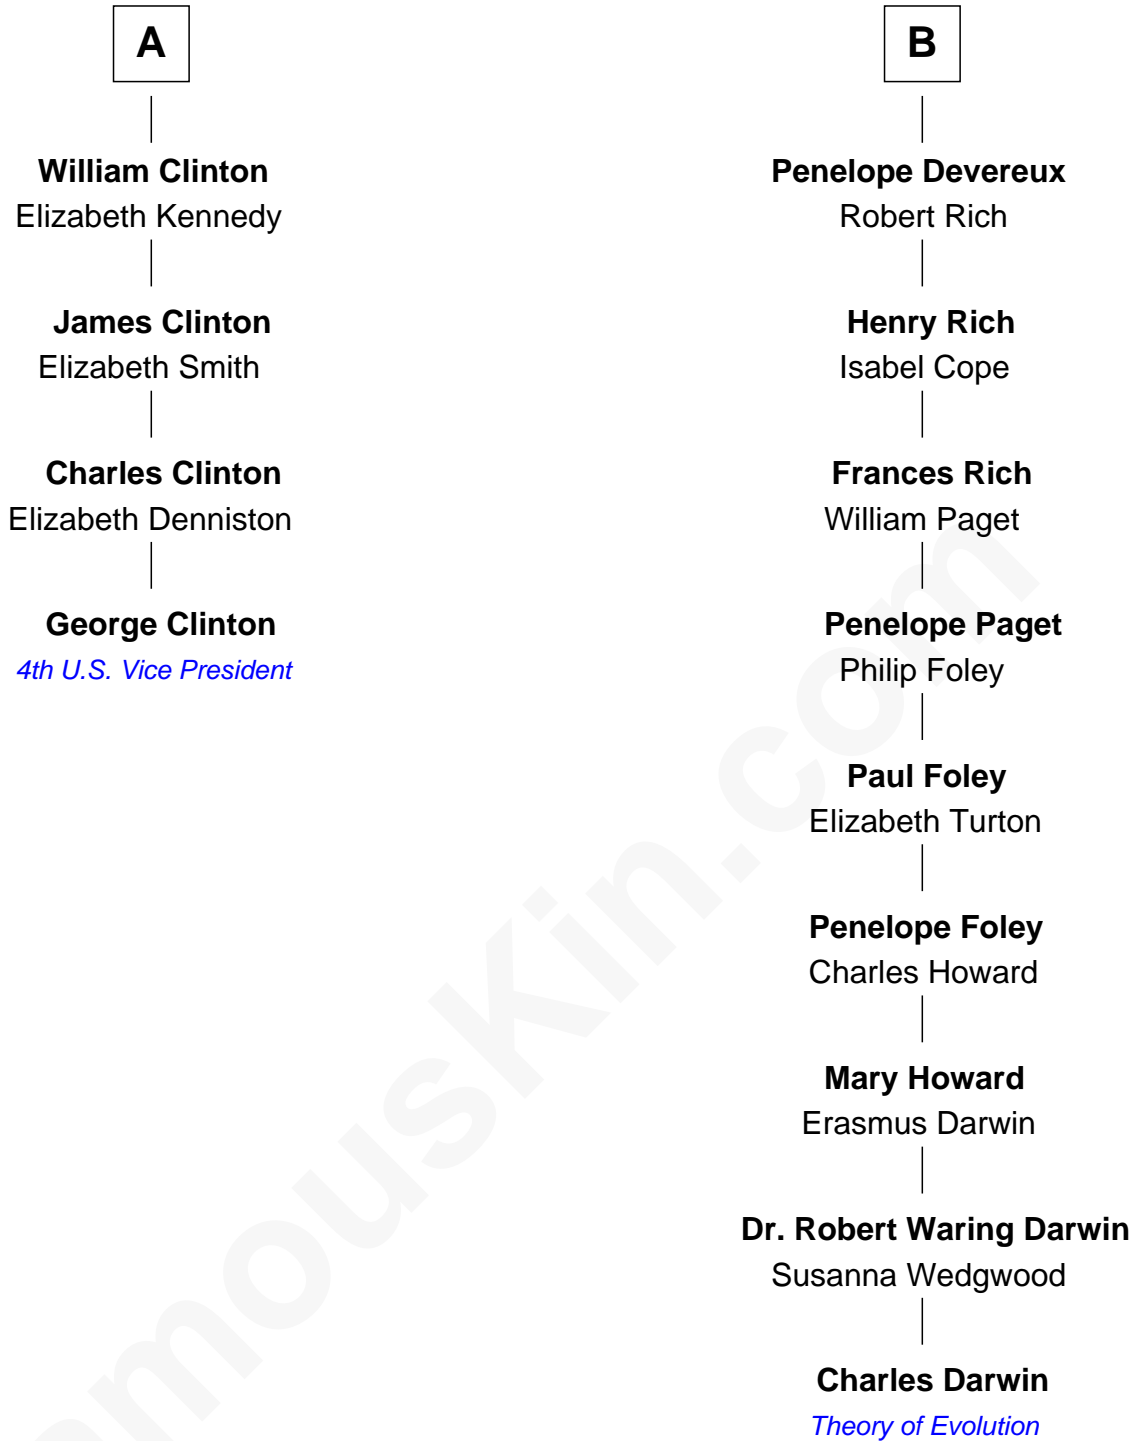 A
William Clinton
Elizabeth Kennedy
James Clinton
Elizabeth Smith
Charles Clinton
Elizabeth Denniston
George Clinton
4th U.S. Vice President
B
Penelope Devereux
Robert Rich
Henry Rich
Isabel Cope
Frances Rich
William Paget
Penelope Paget
Philip Foley
Paul Foley
Elizabeth Turton
Penelope Foley
Charles Howard
Mary Howard
Erasmus Darwin
Dr. Robert Waring Darwin
Susanna Wedgwood
Charles Darwin
Theory of Evolution
amousKin.com